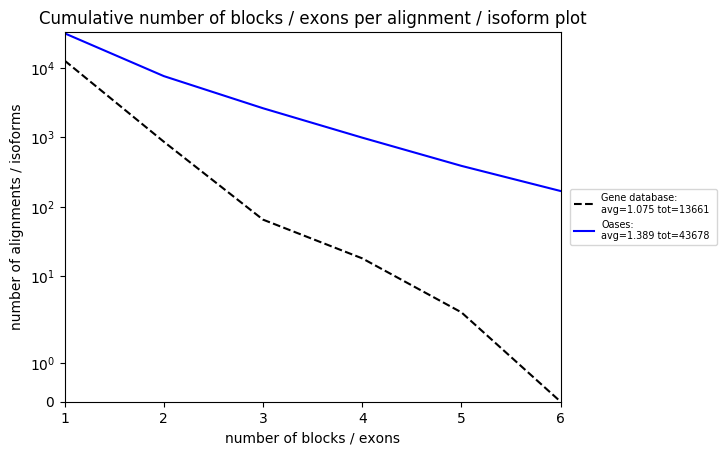 Cumulative number of blocks / exons per alignment / isoform plot
number of alignments / isoforms
10^4
10^3
10^2
10^1
10^0
0
1 2 3 4 5 6
number of blocks / exons
Gene database:
avg=1.075 tot=13661
Oases:
avg=1.389 tot=43678